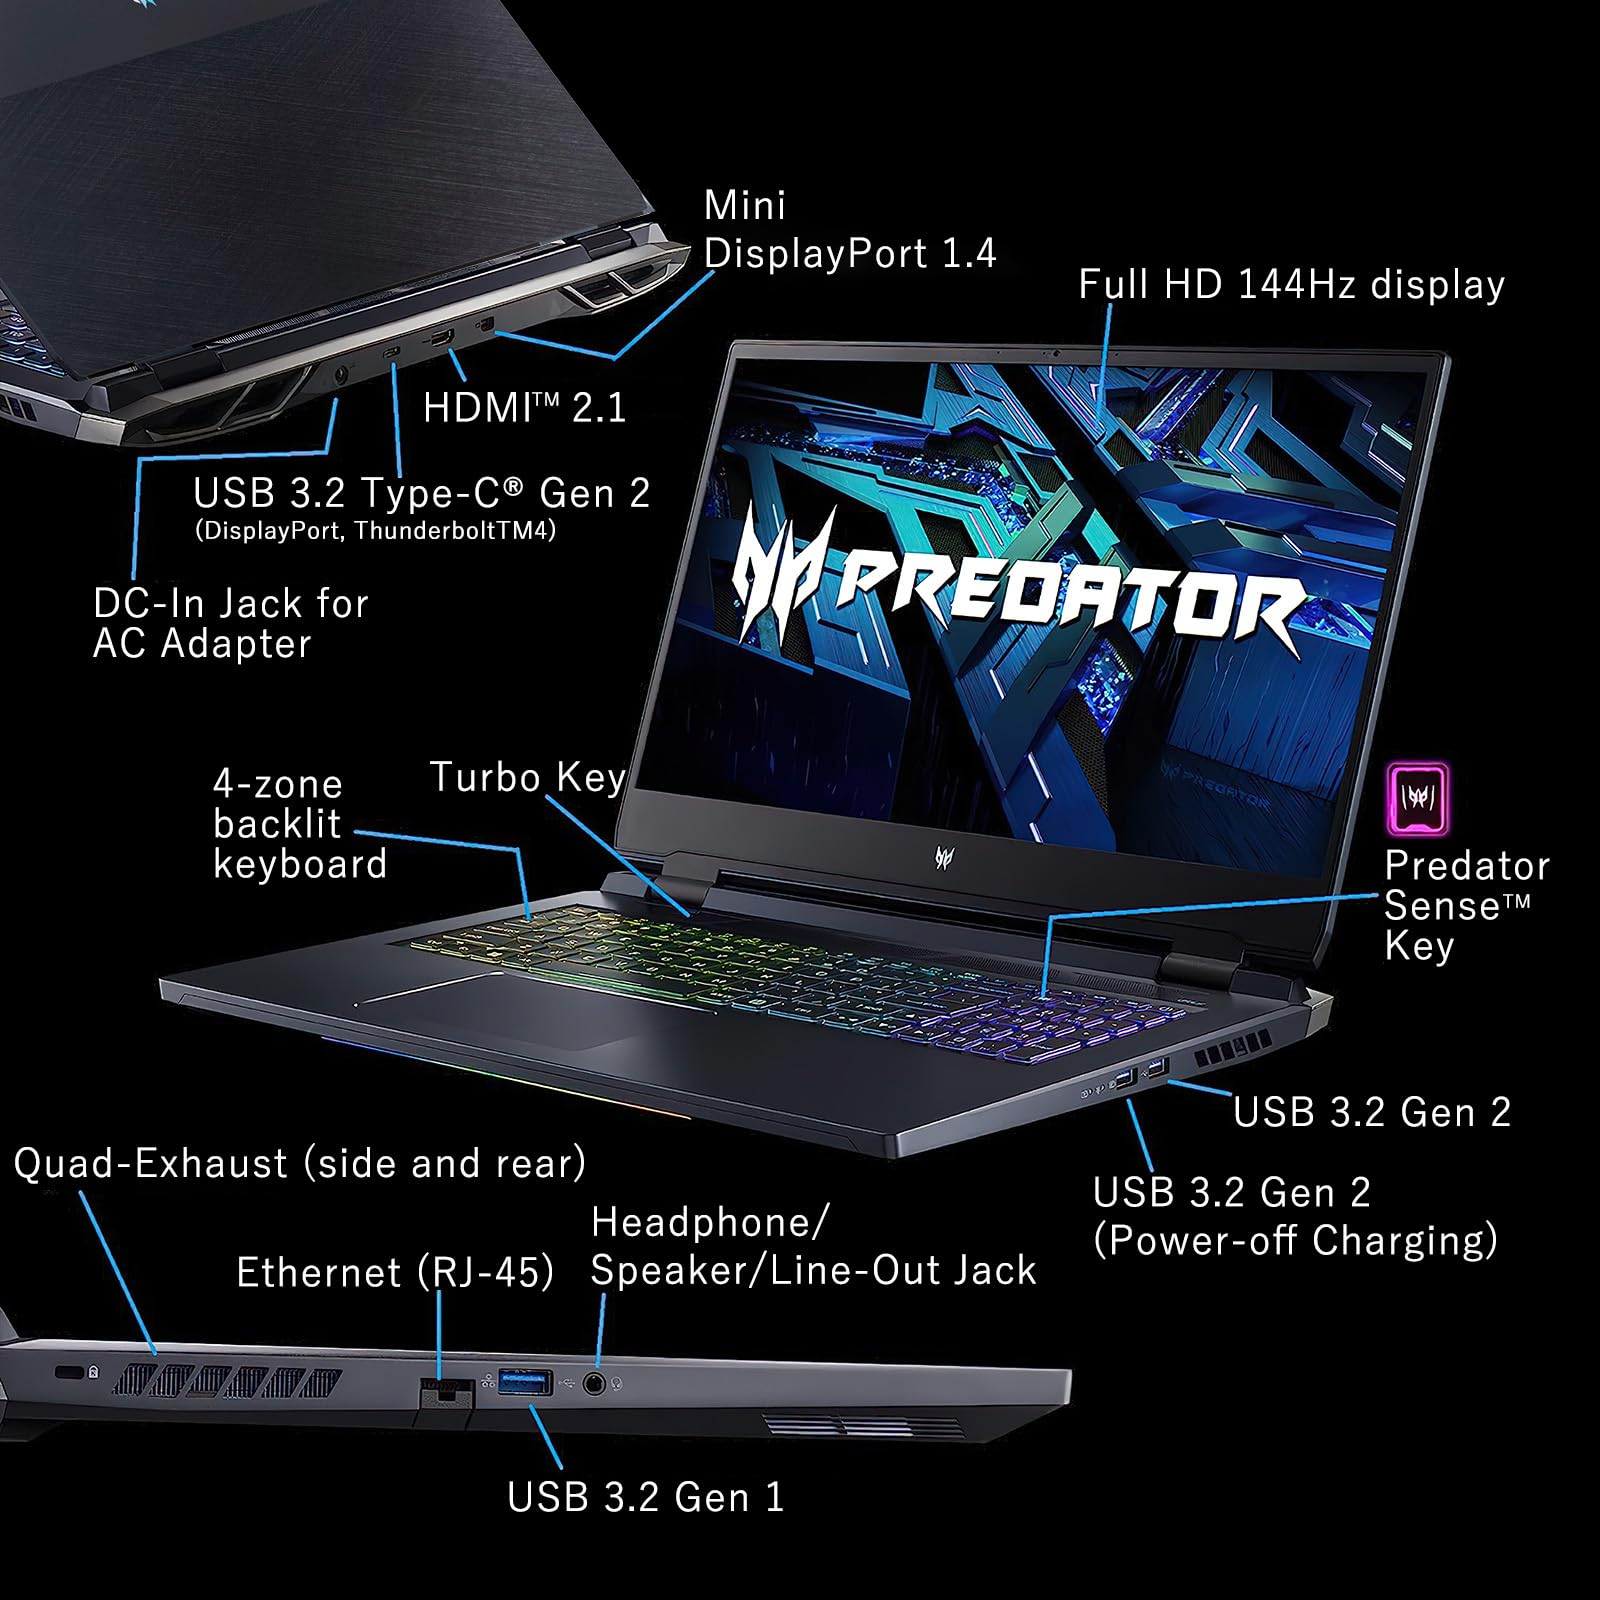 Mini
DisplayPort 1.4
Full HD 144Hz display
HDMI™ 2.1
USB 3.2 Type-C® Gen 2
(DisplayPort, ThunderboltTM4)
DC-In Jack for
AC Adapter
PREDATOR
PREDATOR
4-zone
backlit
keyboard
Turbo Key
Predator
Sense™
Key
USB 3.2 Gen 2
USB 3.2 Gen 2
(Power-off Charging)
Quad-Exhaust (side and rear)
Ethernet (RJ-45)
Headphone/
Speaker/Line-Out Jack
USB 3.2 Gen 1